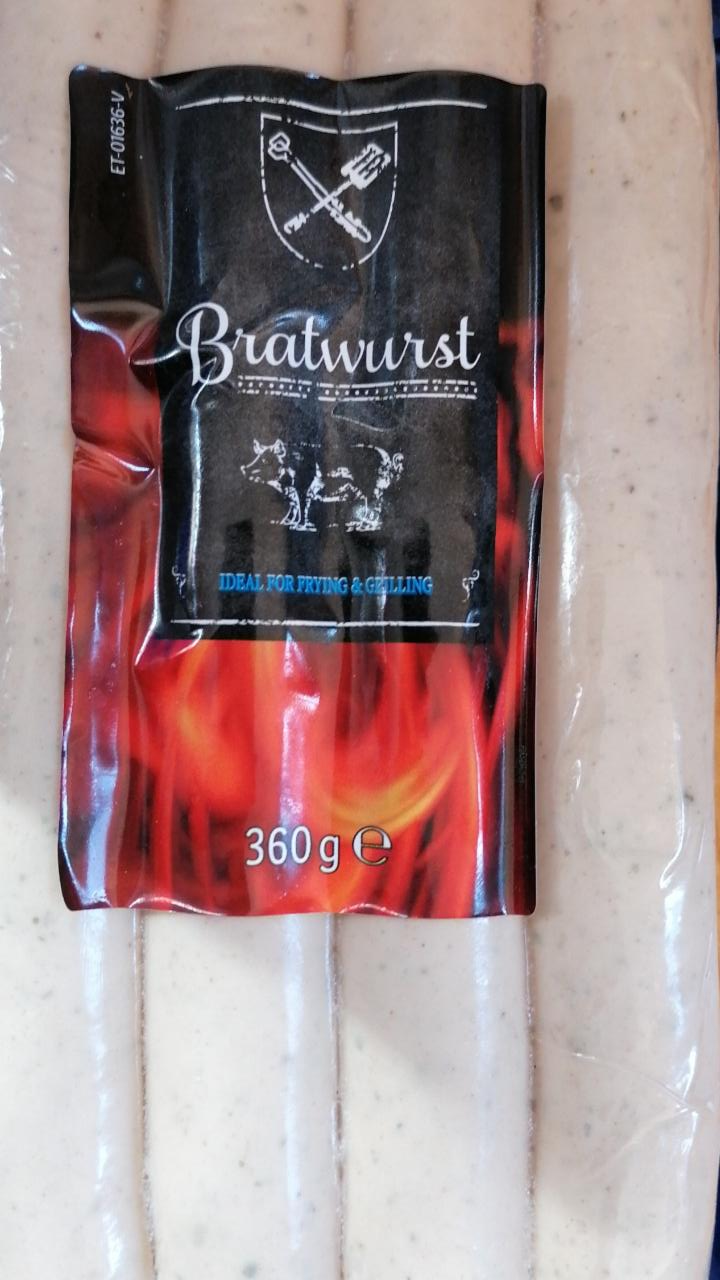 ET-01636-V
Bratwurst
IDEAL FOR FRYING & GRILLING
360g e